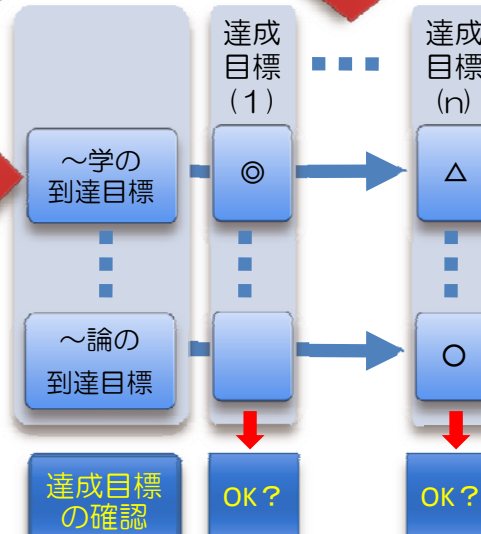 達成
目標
(1)
達成
目標
(n)
～学の
到達目標
◎
△
～論の
到達目標
○
達成目標
の確認
OK？
OK？